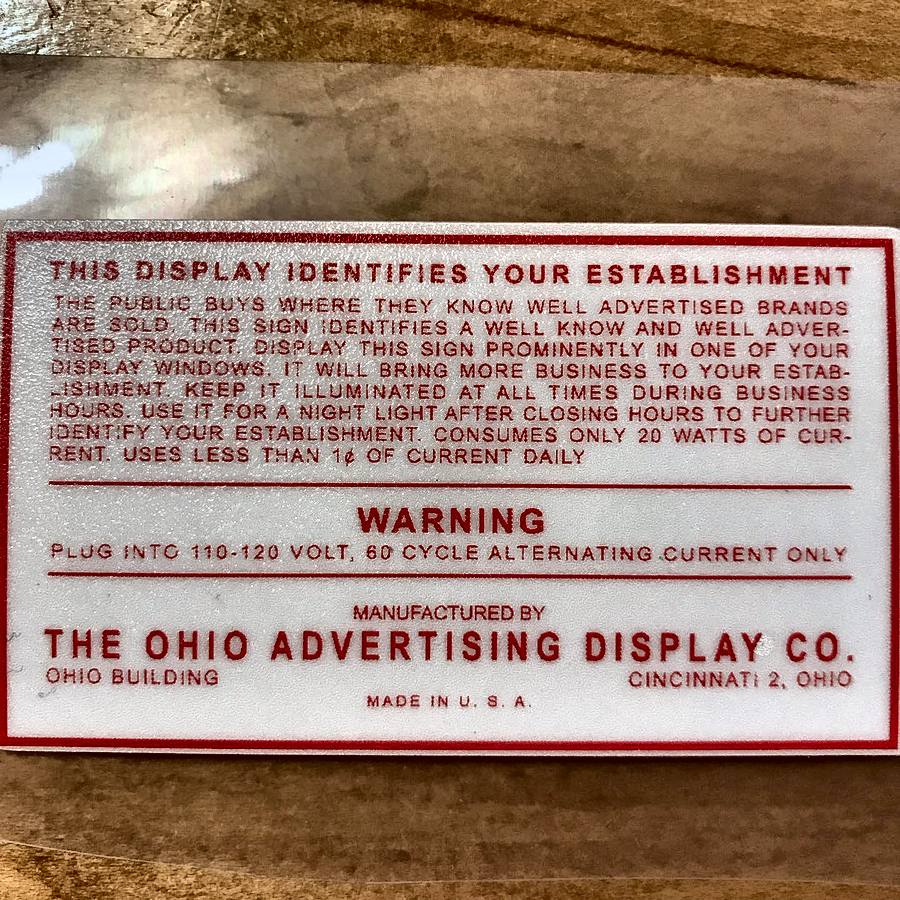 THIS DISPLAY IDENTIFIES YOUR ESTABLISHMENT
THE PUBLIC BUYS WHERE THEY KNOW WELL ADVERTISED BRANDS
ARE SOLD. THIS SIGN IDENTIFIES A WELL KNOW AND WELL ADVER-
TISED PRODUCT. DISPLAY THIS SIGN PROMINENTLY IN ONE OF YOUR
DISPLAY WINDOWS. IT WILL BRING MORE BUSINESS TO YOUR ESTAB-
LISHMENT. KEEP IT ILLUMINATED AT ALL TIMES DURING BUSINESS
HOURS. USE IT FOR A NIGHT LIGHT AFTER CLOSING HOURS TO FURTHER
IDENTIFY YOUR ESTABLISHMENT. CONSUMES ONLY 20 WATTS OF CUR-
RENT. USES LESS THAN 1¢ OF CURRENT DAILY
WARNING
PLUG INTO 110-120 VOLT, 60 CYCLE ALTERNATING CURRENT ONLY
MANUFACTURED BY
THE OHIO ADVERTISING DISPLAY CO.
OHIO BUILDING CINCINNATI 2, OHIO
MADE IN U. S. A.